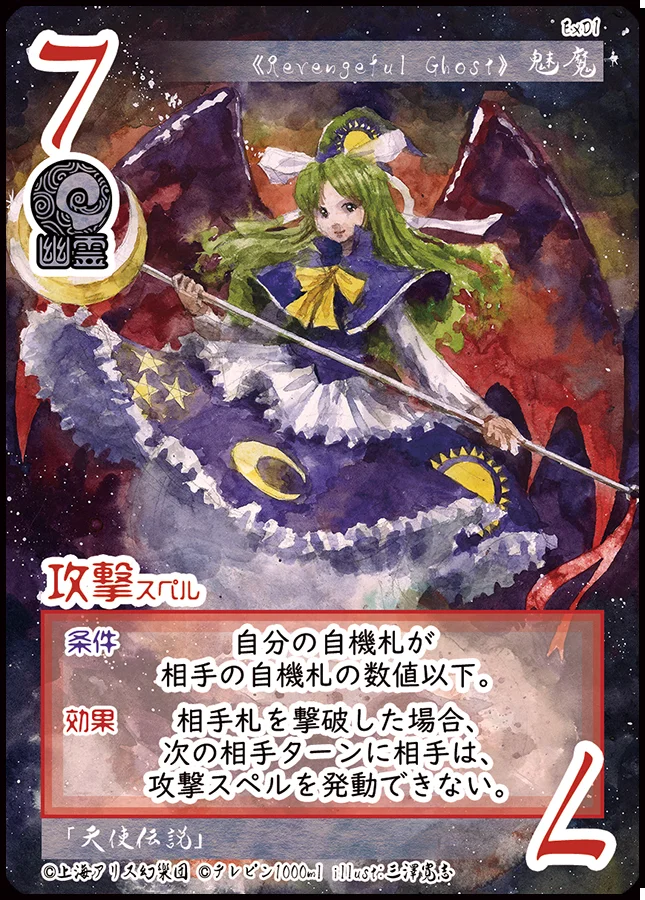 ExD1
7
《Revengeful Ghost》 魅魔
幽霊
攻撃スペル
条件
自分の自機札が
相手の自機札の数値以下。
効果
相手札を撃破した場合、
次の相手ターンに相手は、
攻撃スペルを発動できない。
7
「天使伝説」
©上海アリス幻樂団 ©テレピン1000ml illust:三澤寛志